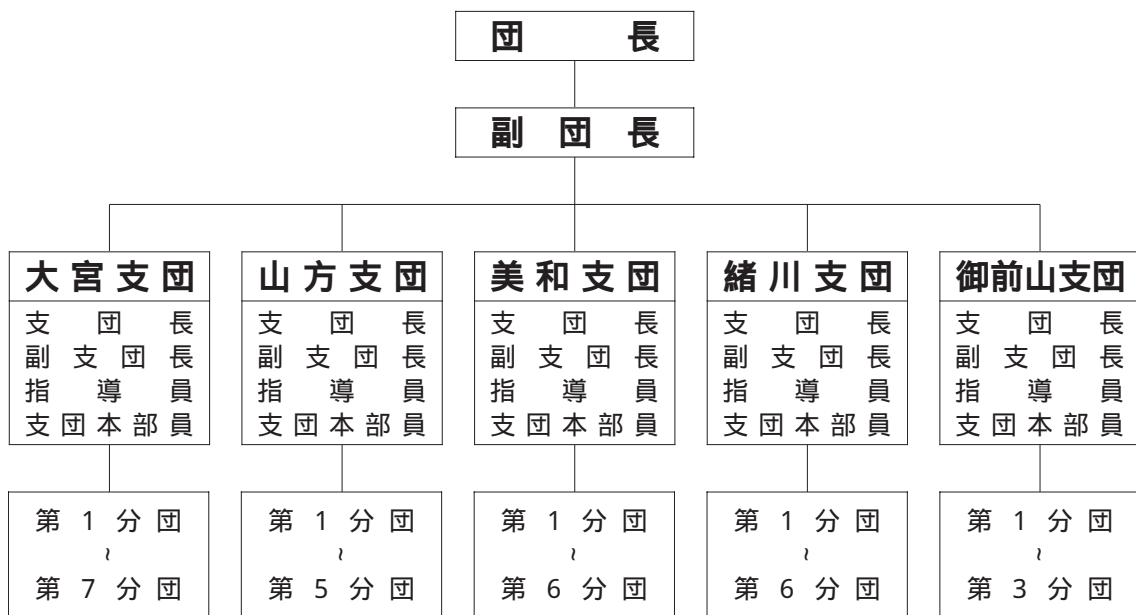 団長
副団長
大宮支団
支団長
副支団長
指導員
支団本部員
第1分団
~
第7分団
山方支団
支団長
副支団長
指導員
支団本部員
第1分団
~
第5分団
美和支団
支団長
副支団長
指導員
支団本部員
第1分団
~
第6分団
緒川支団
支団長
副支団長
指導員
支団本部員
第1分団
~
第6分団
御前山支団
支団長
副支団長
指導員
支団本部員
第1分団
~
第3分団